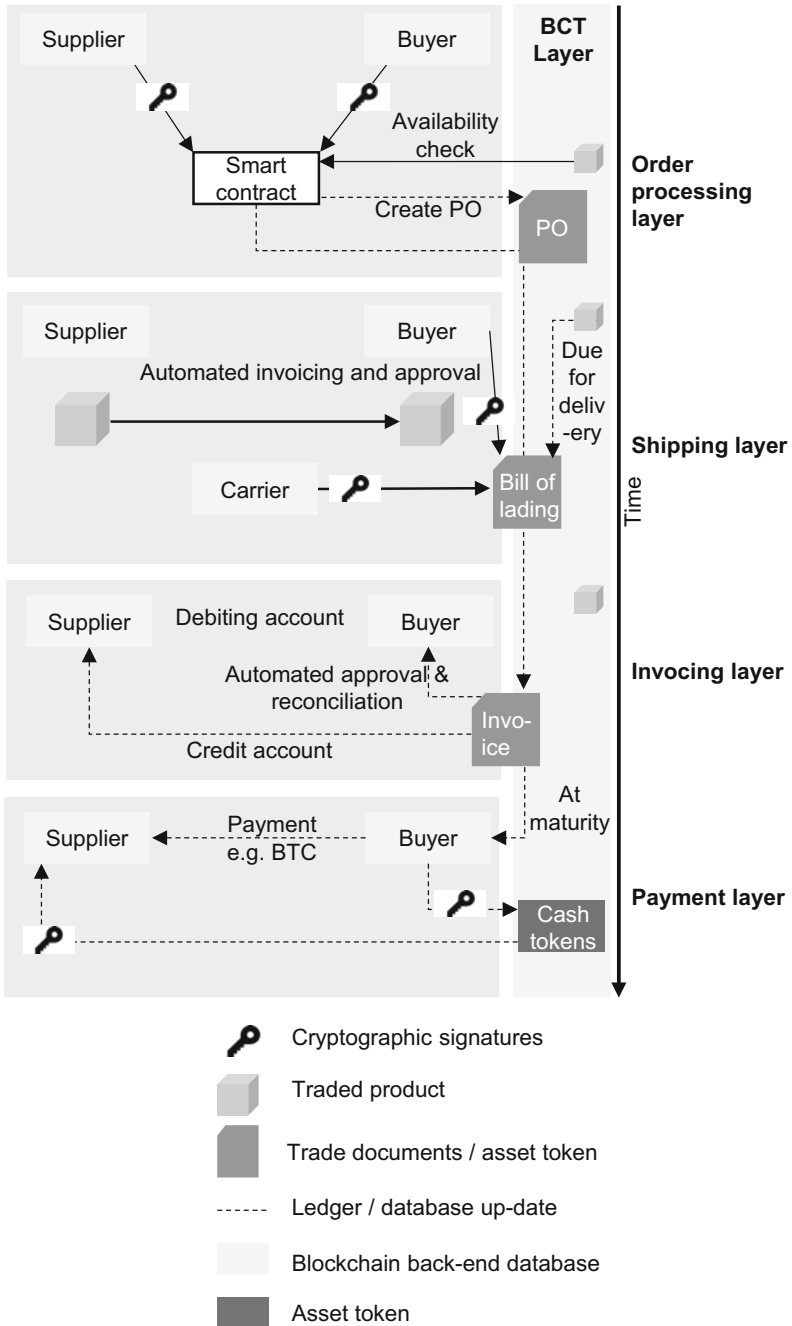 Supplier
Buyer
BCT
Layer
Availability
check
Smart
contract
Create PO
PO
Order
processing
layer
Supplier
Buyer
Automated invoicing and approval
Due
for
deliv
-ery
Carrier
Bill of
lading
Shipping layer
Time
Supplier
Debiting account
Buyer
Automated approval &
reconciliation
Invo-
ice
Credit account
Invocing layer
At
maturity
Supplier
Payment
e.g. BTC
Buyer
Cash
tokens
Payment layer
Cryptographic signatures
Traded product
Trade documents / asset token
Ledger / database up-date
Blockchain back-end database
Asset token